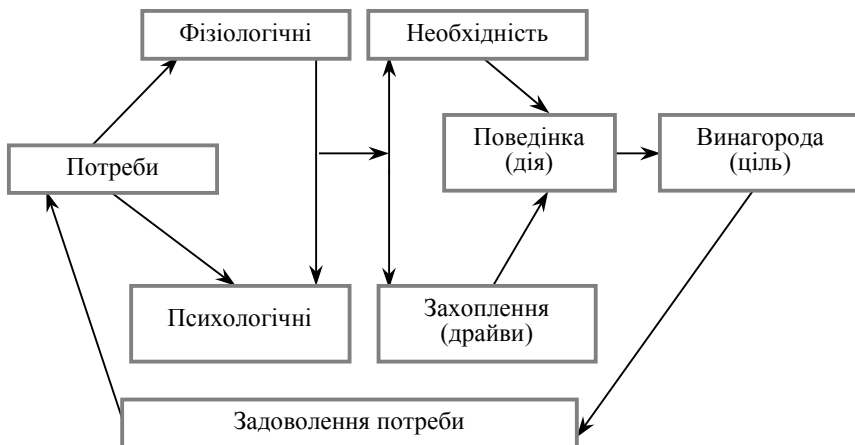 Фізіологічні
Необхідність
Потреби
Поведінка
(дія)
Винагорода
(ціль)
Психологічні
Захоплення
(драйви)
Задоволення потреби